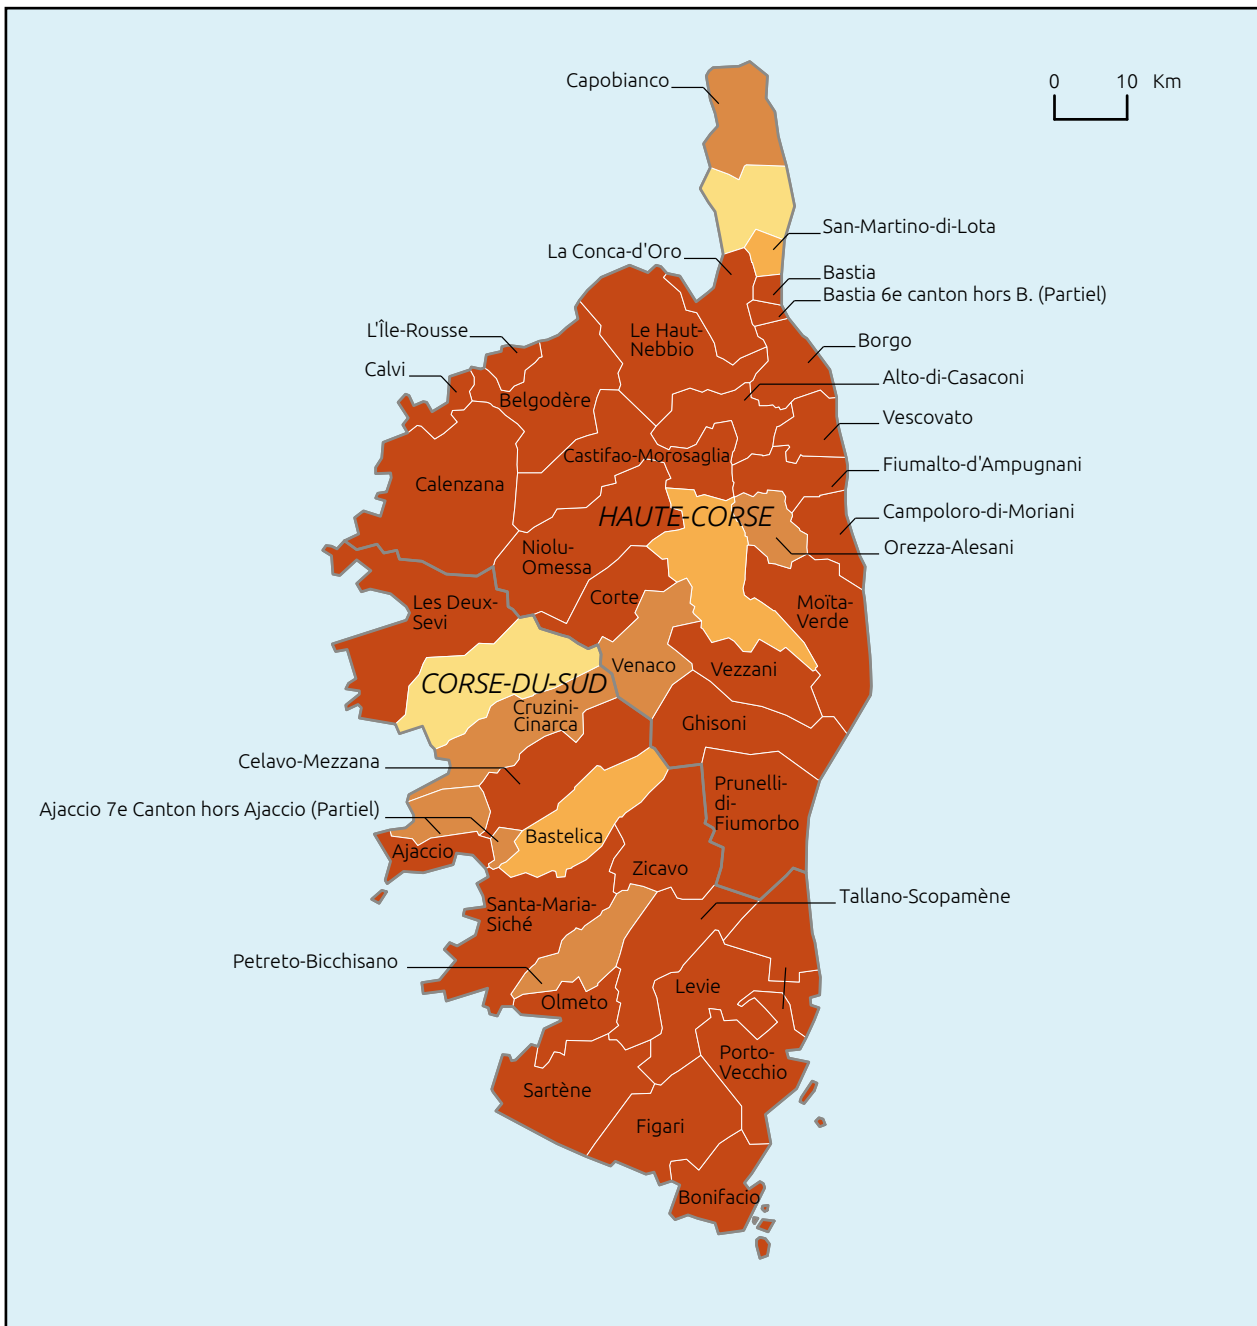 Capobianco
0 10 Km
San-Martino-di-Lota
La Conca-d'Oro
Bastia
Bastia 6e canton hors B. (Partiel)
L'Île-Rousse
Le Haut-
Nebbio
Borgo
Calvi
Alto-di-Casaconi
Belgodère
Vescovato
Castifao-Morosaglia
Fiumalto-d'Ampugnani
Calenzana
HAUTE-CORSE
Campoloro-di-Moriani
Niolu-
Omessa
Orezza-Alesani
Corte
Les Deux-
Sevi
Moïta-
Verde
Venaco
Vezzani
CORSE-DU-SUD
Cruzini-
Cinarca
Ghisoni
Celavo-Mezzana
Prunelli-
di-
Fiumorbo
Ajaccio 7e Canton hors Ajaccio (Partiel)
Bastelica
Ajaccio
Zicavo
Tallano-Scopamène
Santa-Maria-
Siché
Petreto-Bicchisano
Levie
Olmeto
Porto-
Vecchio
Sartène
Figari
Bonifacio